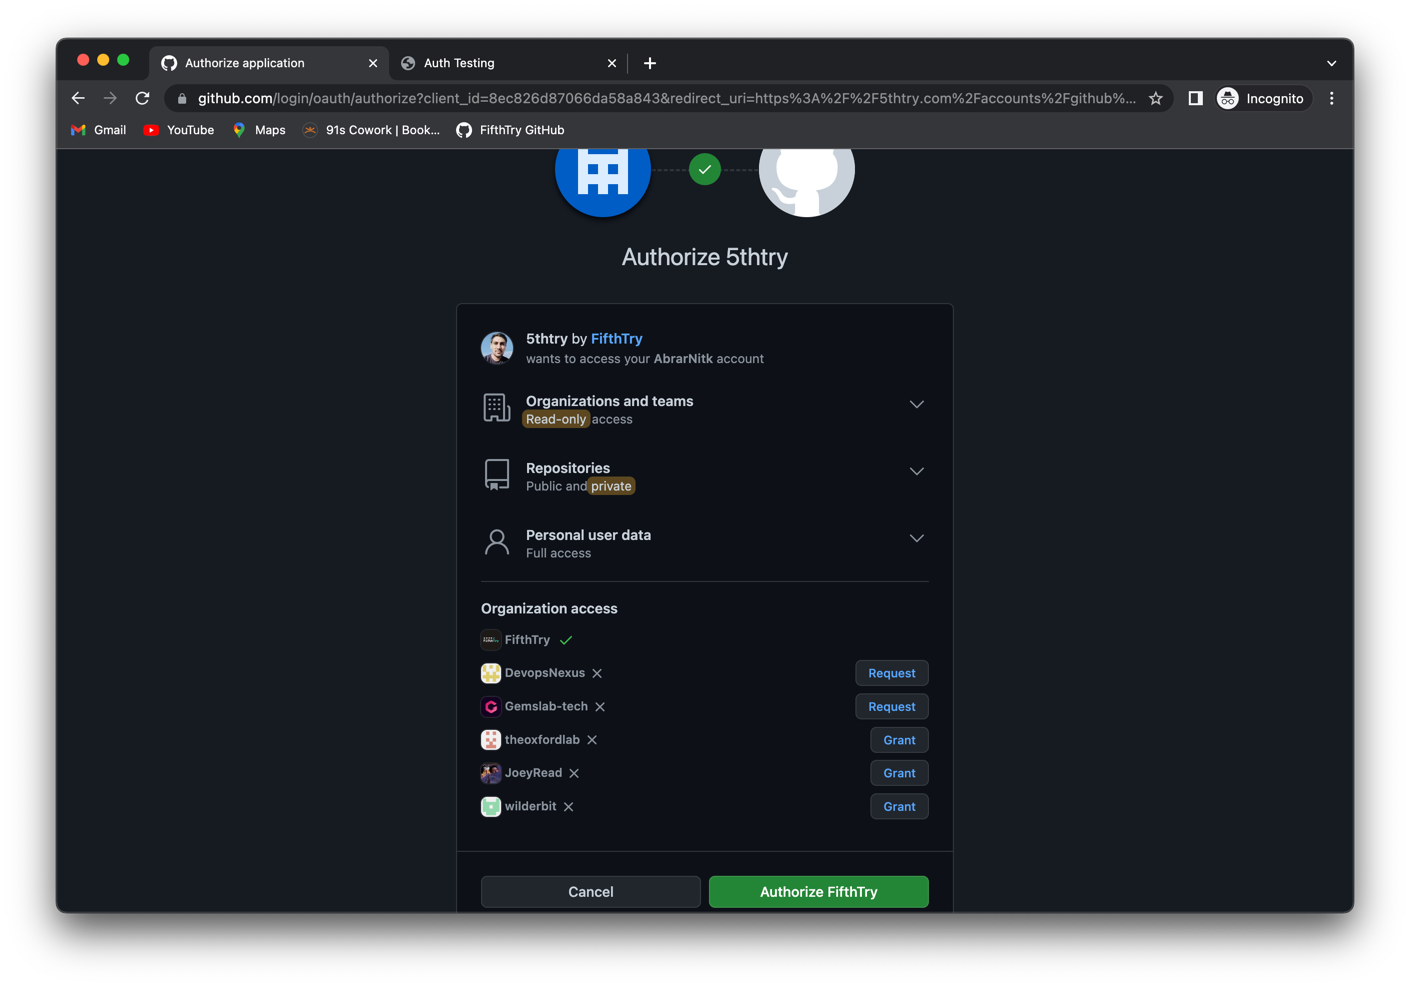 Authorize application
Auth Testing
github.com/login/oauth/authorize?client_id=8ec826d87066da58a843&redirect_uri=https%3A%2F%2F5thtry.com%2Faccounts%2Fgithub%...
Incognito
Gmail
YouTube
Maps
91s Cowork | Book...
FifthTry GitHub
Authorize 5thtry
5thtry by FifthTry
wants to access your AbrarNitk account
Organizations and teams
Read-only access
Repositories
Public and private
Personal user data
Full access
Organization access
FifthTry
DevopsNexus Request
Gemslab-tech Request
theoxfordlab Grant
JoeyRead Grant
wilderbit Grant
Cancel Authorize FifthTry